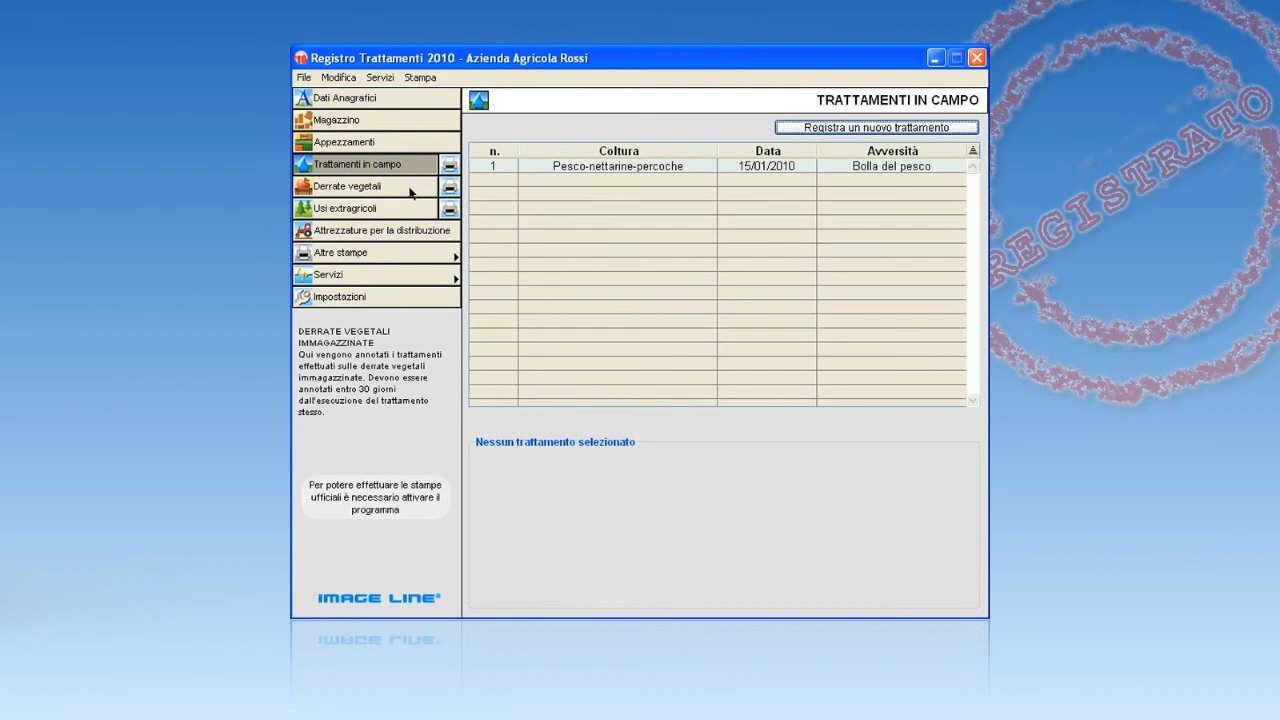 Registro Trattamenti 2010 - Azienda Agricola Rossi
File Modifica Servizi Stampa
Dati Anagrafici
Magazzino
Appezzamenti
Trattamenti in campo
Derrate vegetali
Usi extragricoli
Attrezzature per la distribuzione
Altre stampe
Servizi
Impostazioni
DERRATE VEGETALI
IMMAGAZZINATE
Qui vengono annotati i trattamenti
effettuati sulle derrate vegetali
immagazzinate. Devono essere
annotati entro 30 giorni
dall'esecuzione del trattamento
stesso.
Per potere effettuare le stampe
ufficiali è necessario attivare il
programma
IMAGE LINE®
TRATTAMENTI IN CAMPO
Registra un nuovo trattamento
n. Coltura Data Avversità
1 Pesco-nettarine-percoche 15/01/2010 Bolla del pesco
Nessun trattamento selezionato
REGISTRATO